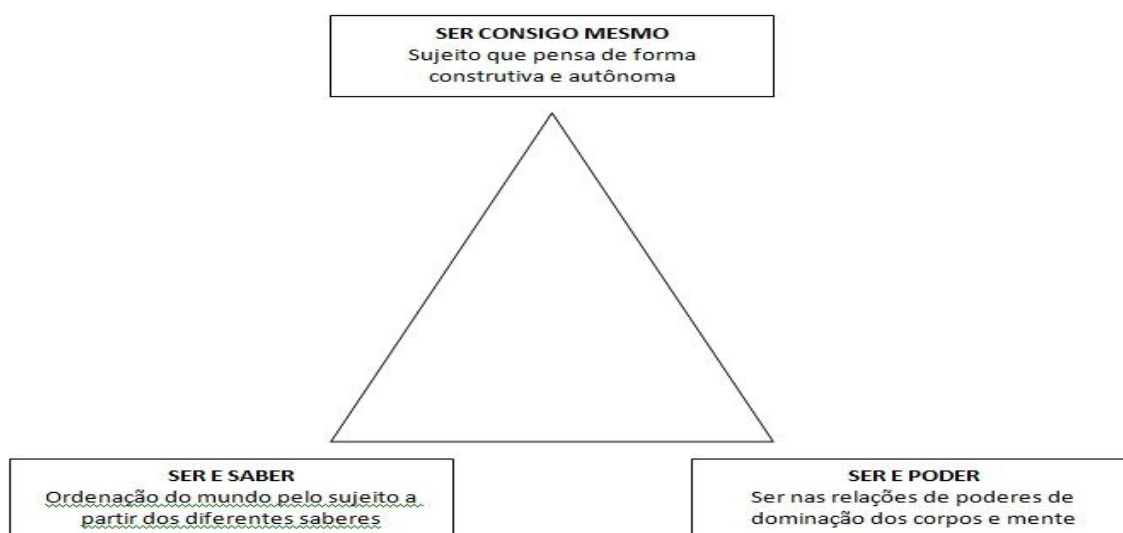 SER CONSIGO MESMO
Sujeito que pensa de forma
construtiva e autônoma
SER E SABER
Ordenação do mundo pelo sujeito a
partir dos diferentes saberes
SER E PODER
Ser nas relações de poderes de
dominação dos corpos e mente